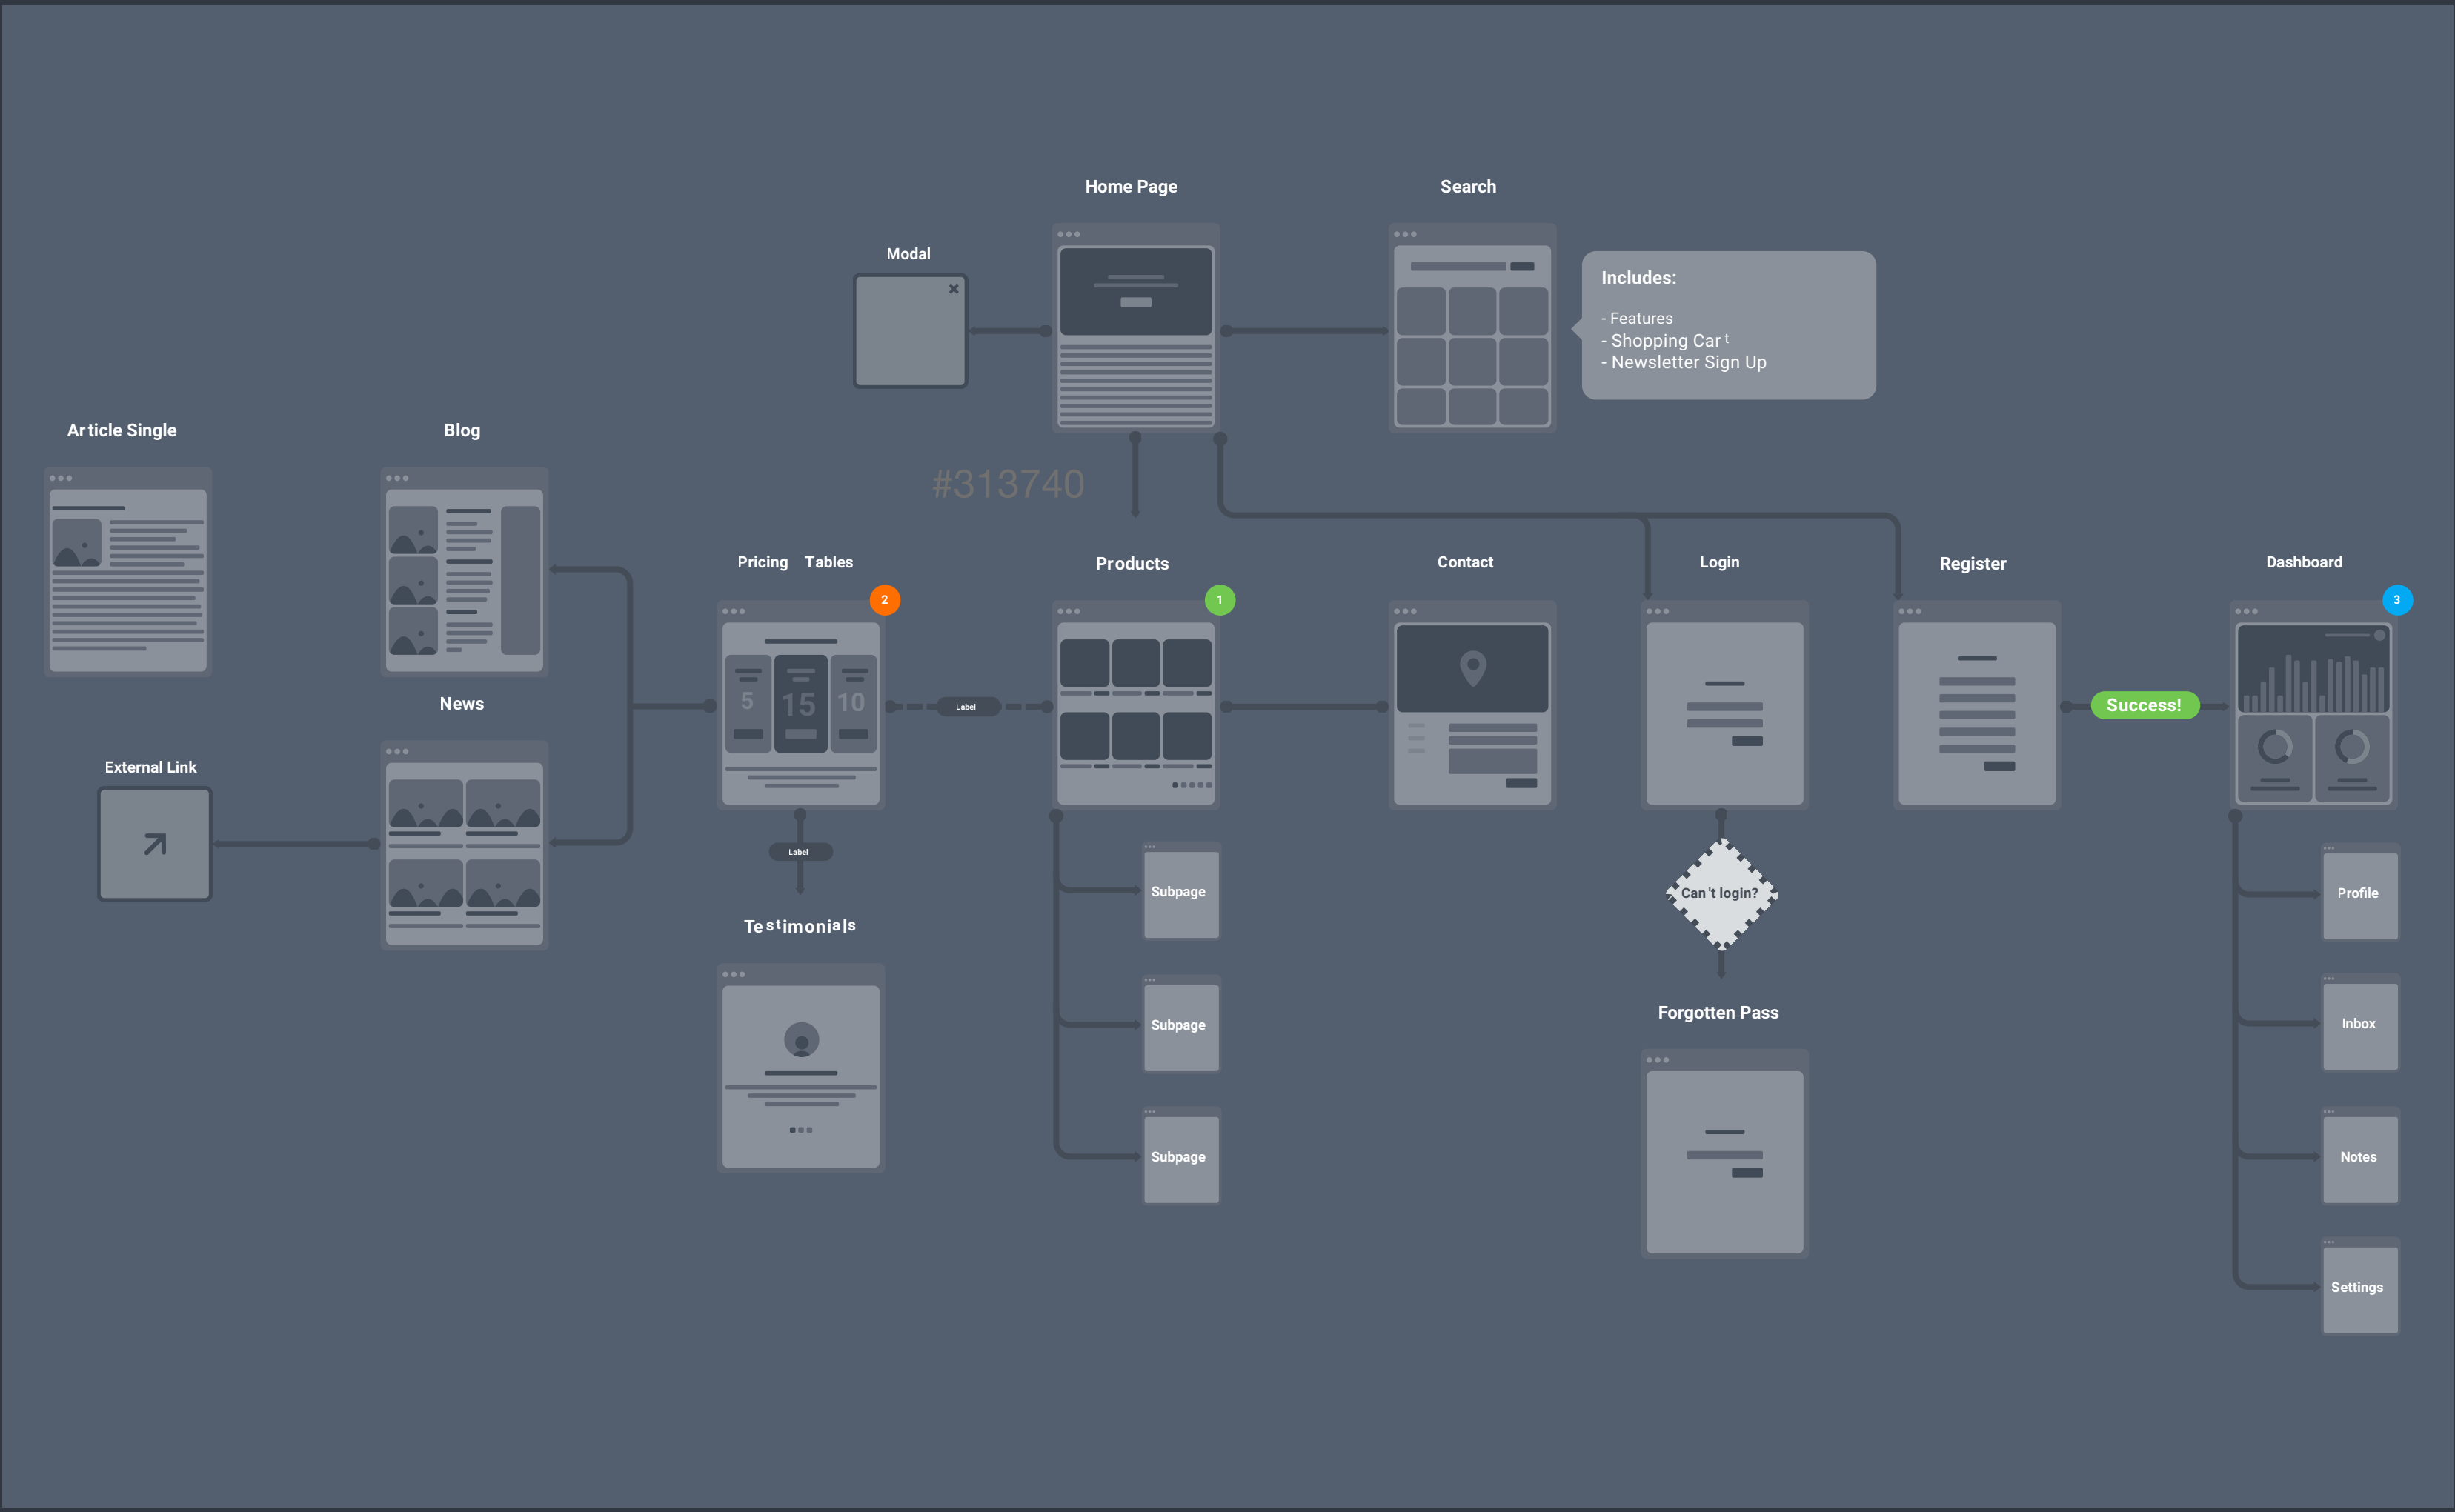 Home Page
Search
Modal
Includes:
- Features
- Shopping Cart
- Newsletter Sign Up
Article Single
Blog
#313740
Pricing Tables
Products
Contact
Login
Register
Dashboard
2
1
3
5
15
10
News
Label
Success!
External Link
Label
Subpage
Can't login?
Profile
Testimonials
Forgotten Pass
Subpage
Inbox
Subpage
Notes
Settings